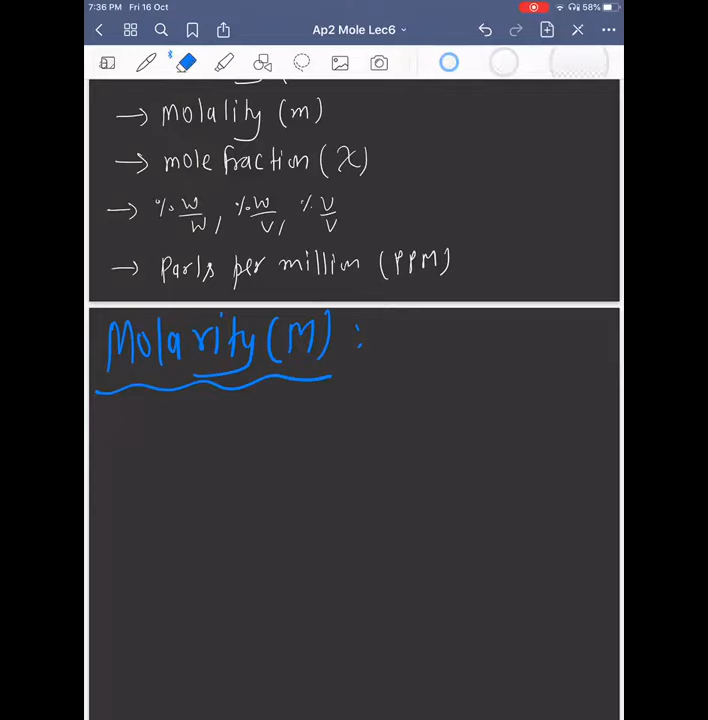 7:36 PM Fri 16 Oct 58%
Ap2 Mole Lec6
→ Molality (m)
→ mole fraction (χ)
→ % W/W, % W/V, % V/V
→ Parts per million (PPM)
Molarity (M) :